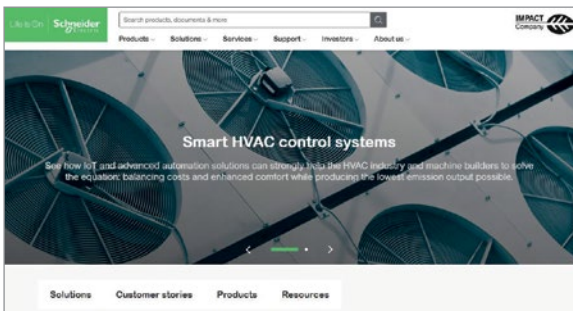 Life Is On
Schneider
Electric
Search products, documents & more
IMPACT
Company
Products
Solutions
Services
Support
Investors
About us
Smart HVAC control systems
See how IoT and advanced automation solutions can strongly help the HVAC industry and machine builders to solve
the equation: balancing costs and enhanced comfort while producing the lowest emission output possible.
Solutions
Customer stories
Products
Resources